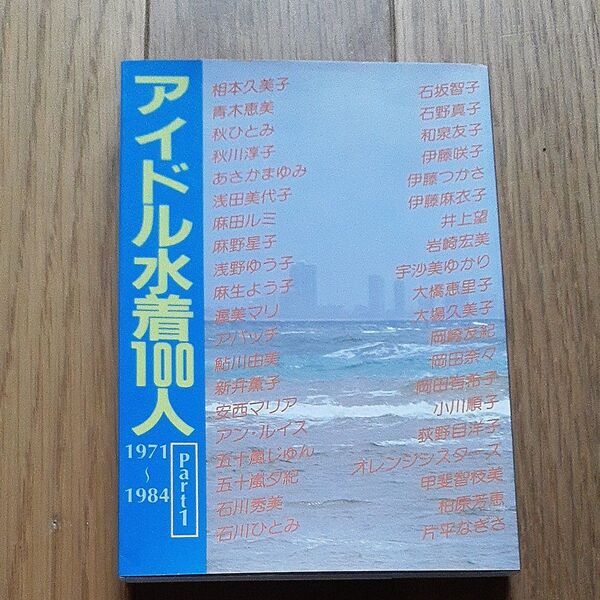 アイドル水着100人
1971
～
1984
Part1
相本久美子
青木恵美
秋ひとみ
秋川淳子
あさかまゆみ
浅田美代子
麻田ルミ
麻野星子
浅野ゆう子
麻生よう子
渥美マリ
アパッチ
鮎川由美
新井薫子
安西マリア
アン・ルイス
五十嵐じゅん
五十嵐夕紀
石川秀美
石川ひとみ
石坂智子
石野真子
和泉友子
伊藤咲子
伊藤つかさ
伊藤麻衣子
井上望
岩崎宏美
宇沙美ゆかり
大橋恵里子
大場久美子
岡崎友紀
岡田奈々
岡田有希子
小川順子
荻野目洋子
オレンジシスターズ
甲斐智枝美
柏原芳恵
片平なぎさ